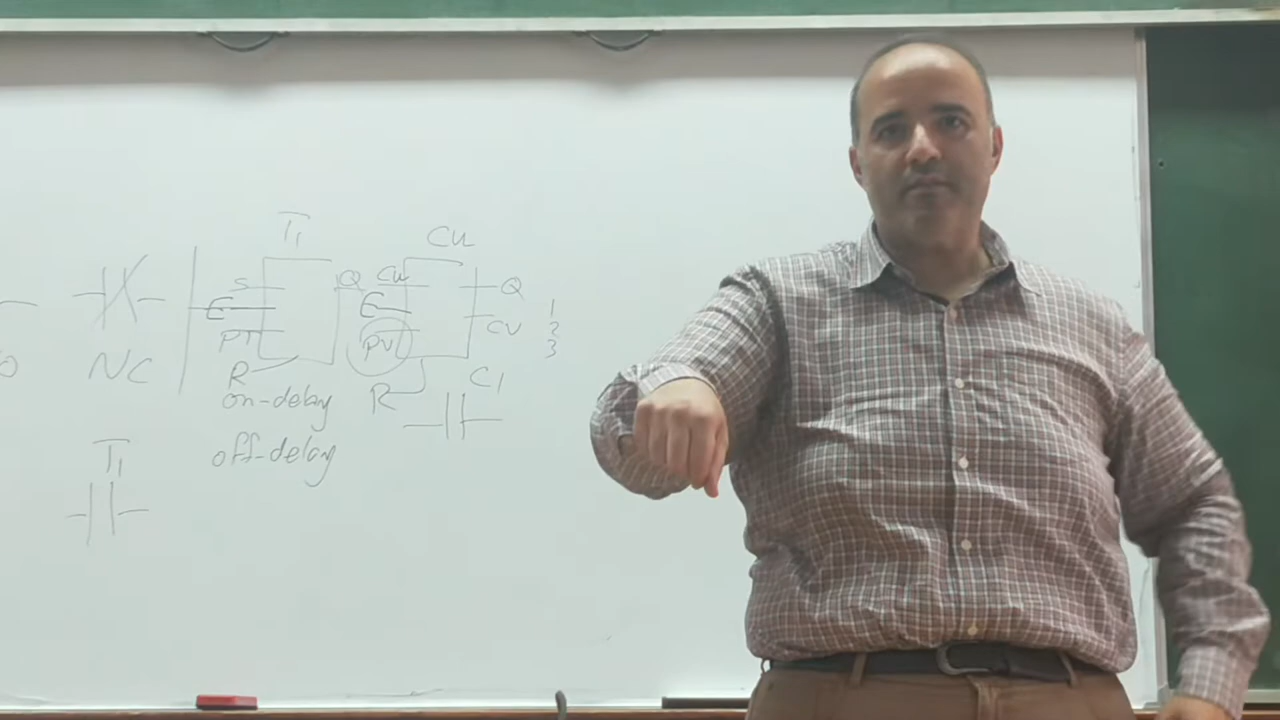 T1
CU
S
Q
CU
Q
E
E
1
PT
PV
CV
2
3
NC
R
R
C1
on-delay
off-delay
T1